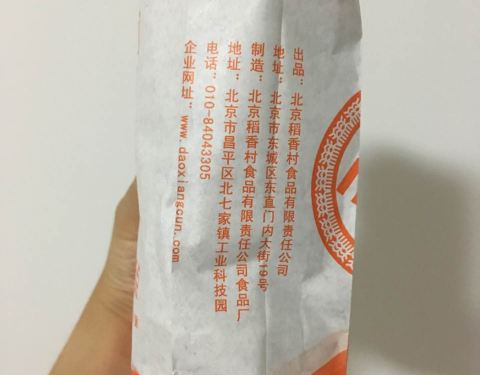 出品：北京稻香村食品有限责任公司
地址：北京市东城区东直门内大街19号
制造：北京稻香村食品有限责任公司食品厂
地址：北京市昌平区北七家镇工业科技园
电话：010-84043305
企业网址：www.daoxiangcun.com